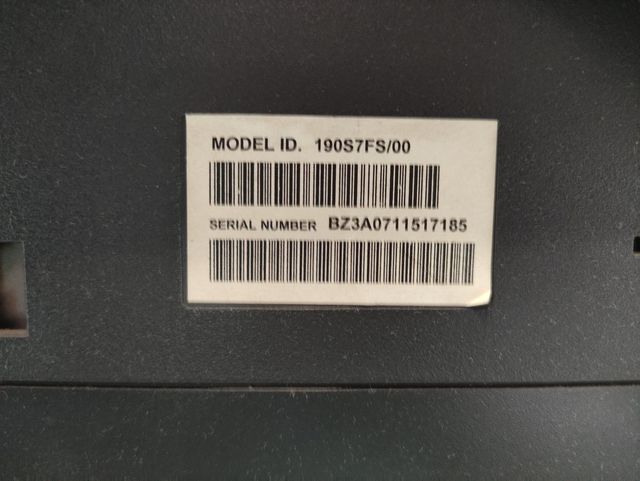 MODEL ID. 190S7FS/00
SERIAL NUMBER BZ3A0711517185